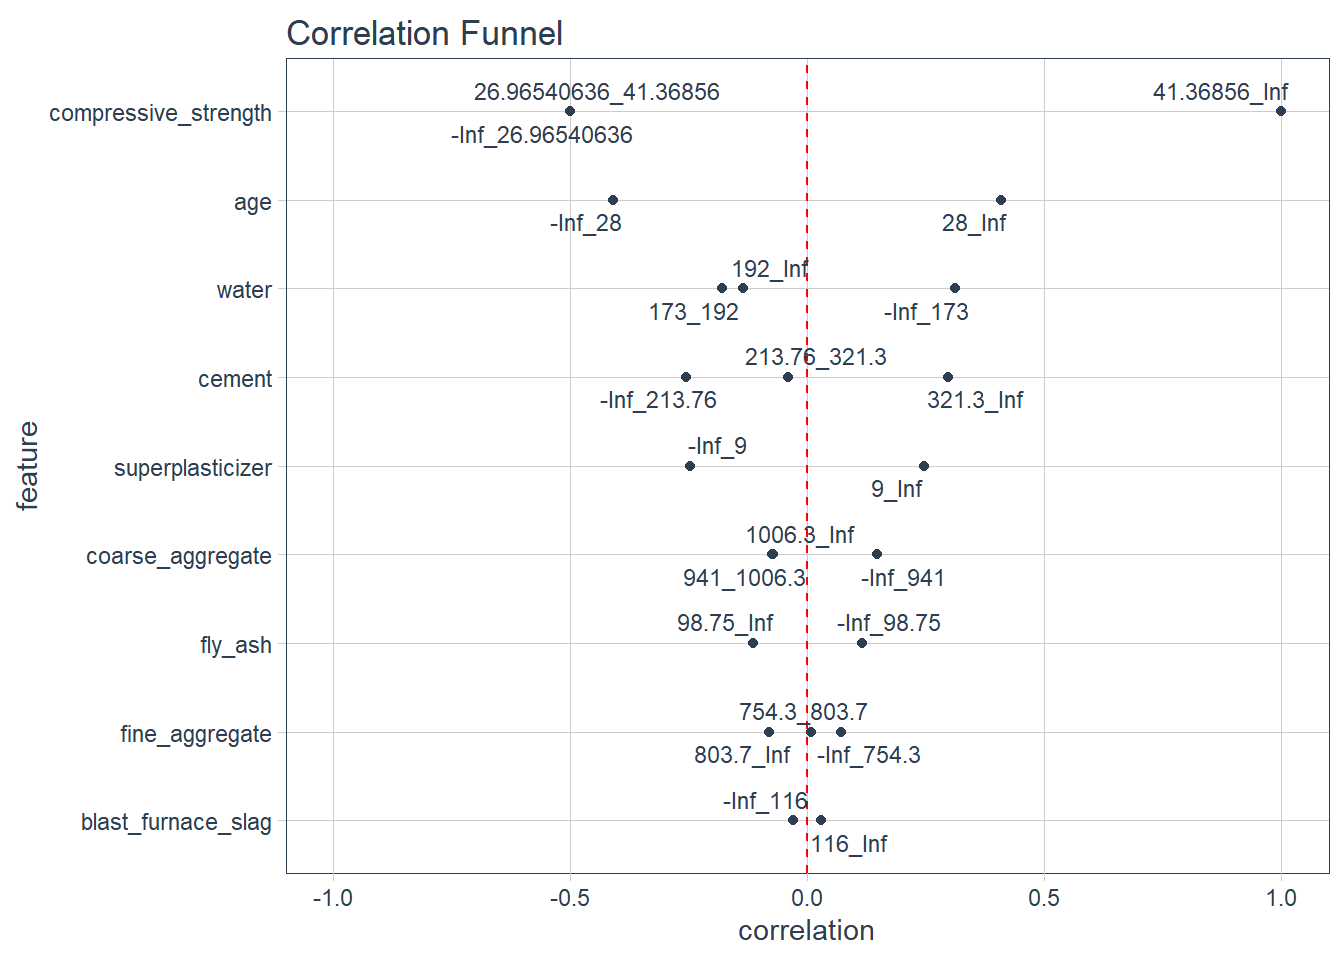 Correlation Funnel
26.96540636_41.36856
41.36856_Inf
compressive_strength
-Inf_26.96540636
age
-Inf_28
28_Inf
192_Inf
water
173_192
-Inf_173
213.76_321.3
cement
-Inf_213.76
321.3_Inf
-Inf_9
superplasticizer
9_Inf
1006.3_Inf
coarse_aggregate
941_1006.3
-Inf_941
98.75_Inf
-Inf_98.75
fly_ash
754.3_803.7
fine_aggregate
803.7_Inf
-Inf_754.3
-Inf_116
blast_furnace_slag
116_Inf
feature
-1.0
-0.5
0.0
0.5
1.0
correlation